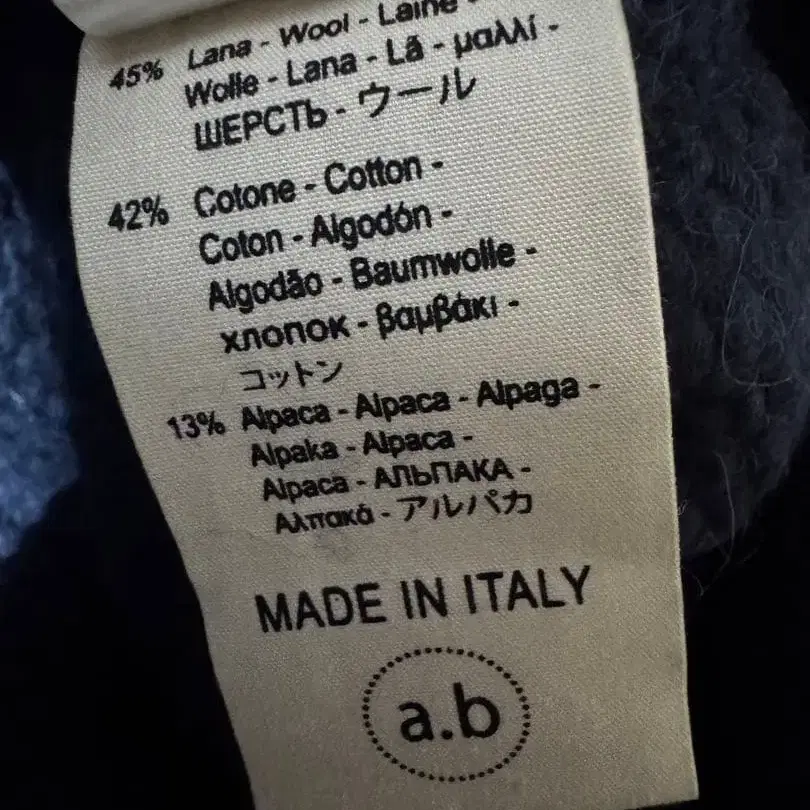 45% Lana - Wool - Laine -
Wolle - Lana - Lã - μαλλί -
ШЕРСТЬ - ウール
42% Cotone - Cotton -
Coton - Algodón -
Algodão - Baumwolle -
хлопок - βαμβάκι -
コットン
13% Alpaca - Alpaca - Alpaga -
Alpaka - Alpaca -
Alpaca - АЛЬПАКА -
Αλπακά - アルパカ
MADE IN ITALY
a.b